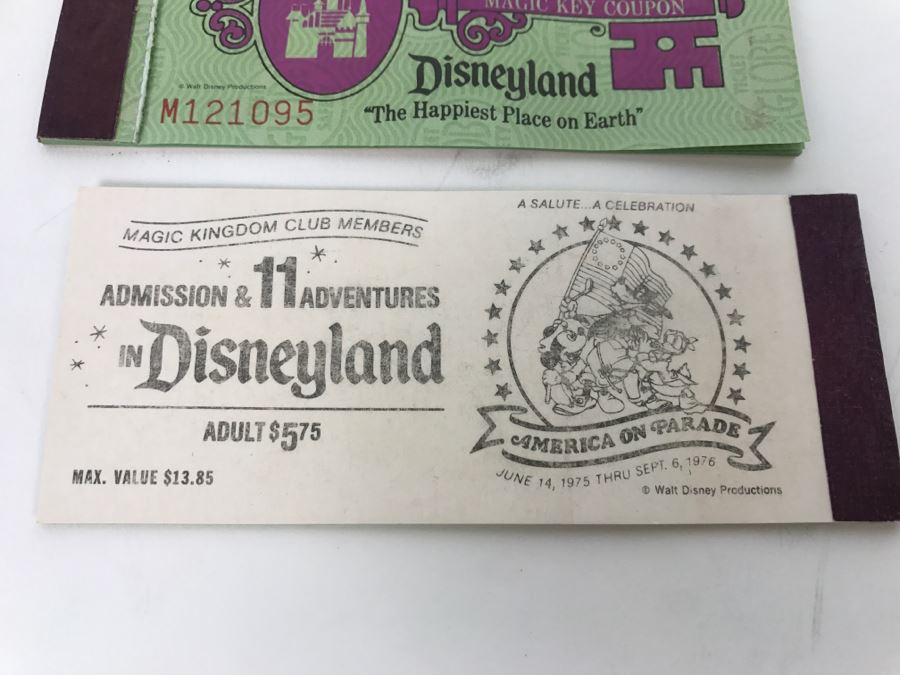 MAGIC KEY COUPON
Disneyland
© Walt Disney Productions
M121095
"The Happiest Place on Earth"
MAGIC KINGDOM CLUB MEMBERS
ADMISSION & 11 ADVENTURES
IN Disneyland
ADULT $5.75
MAX. VALUE $13.85
A SALUTE...A CELEBRATION
AMERICA ON PARADE
JUNE 14, 1975 THRU SEPT. 6, 1976
© Walt Disney Productions